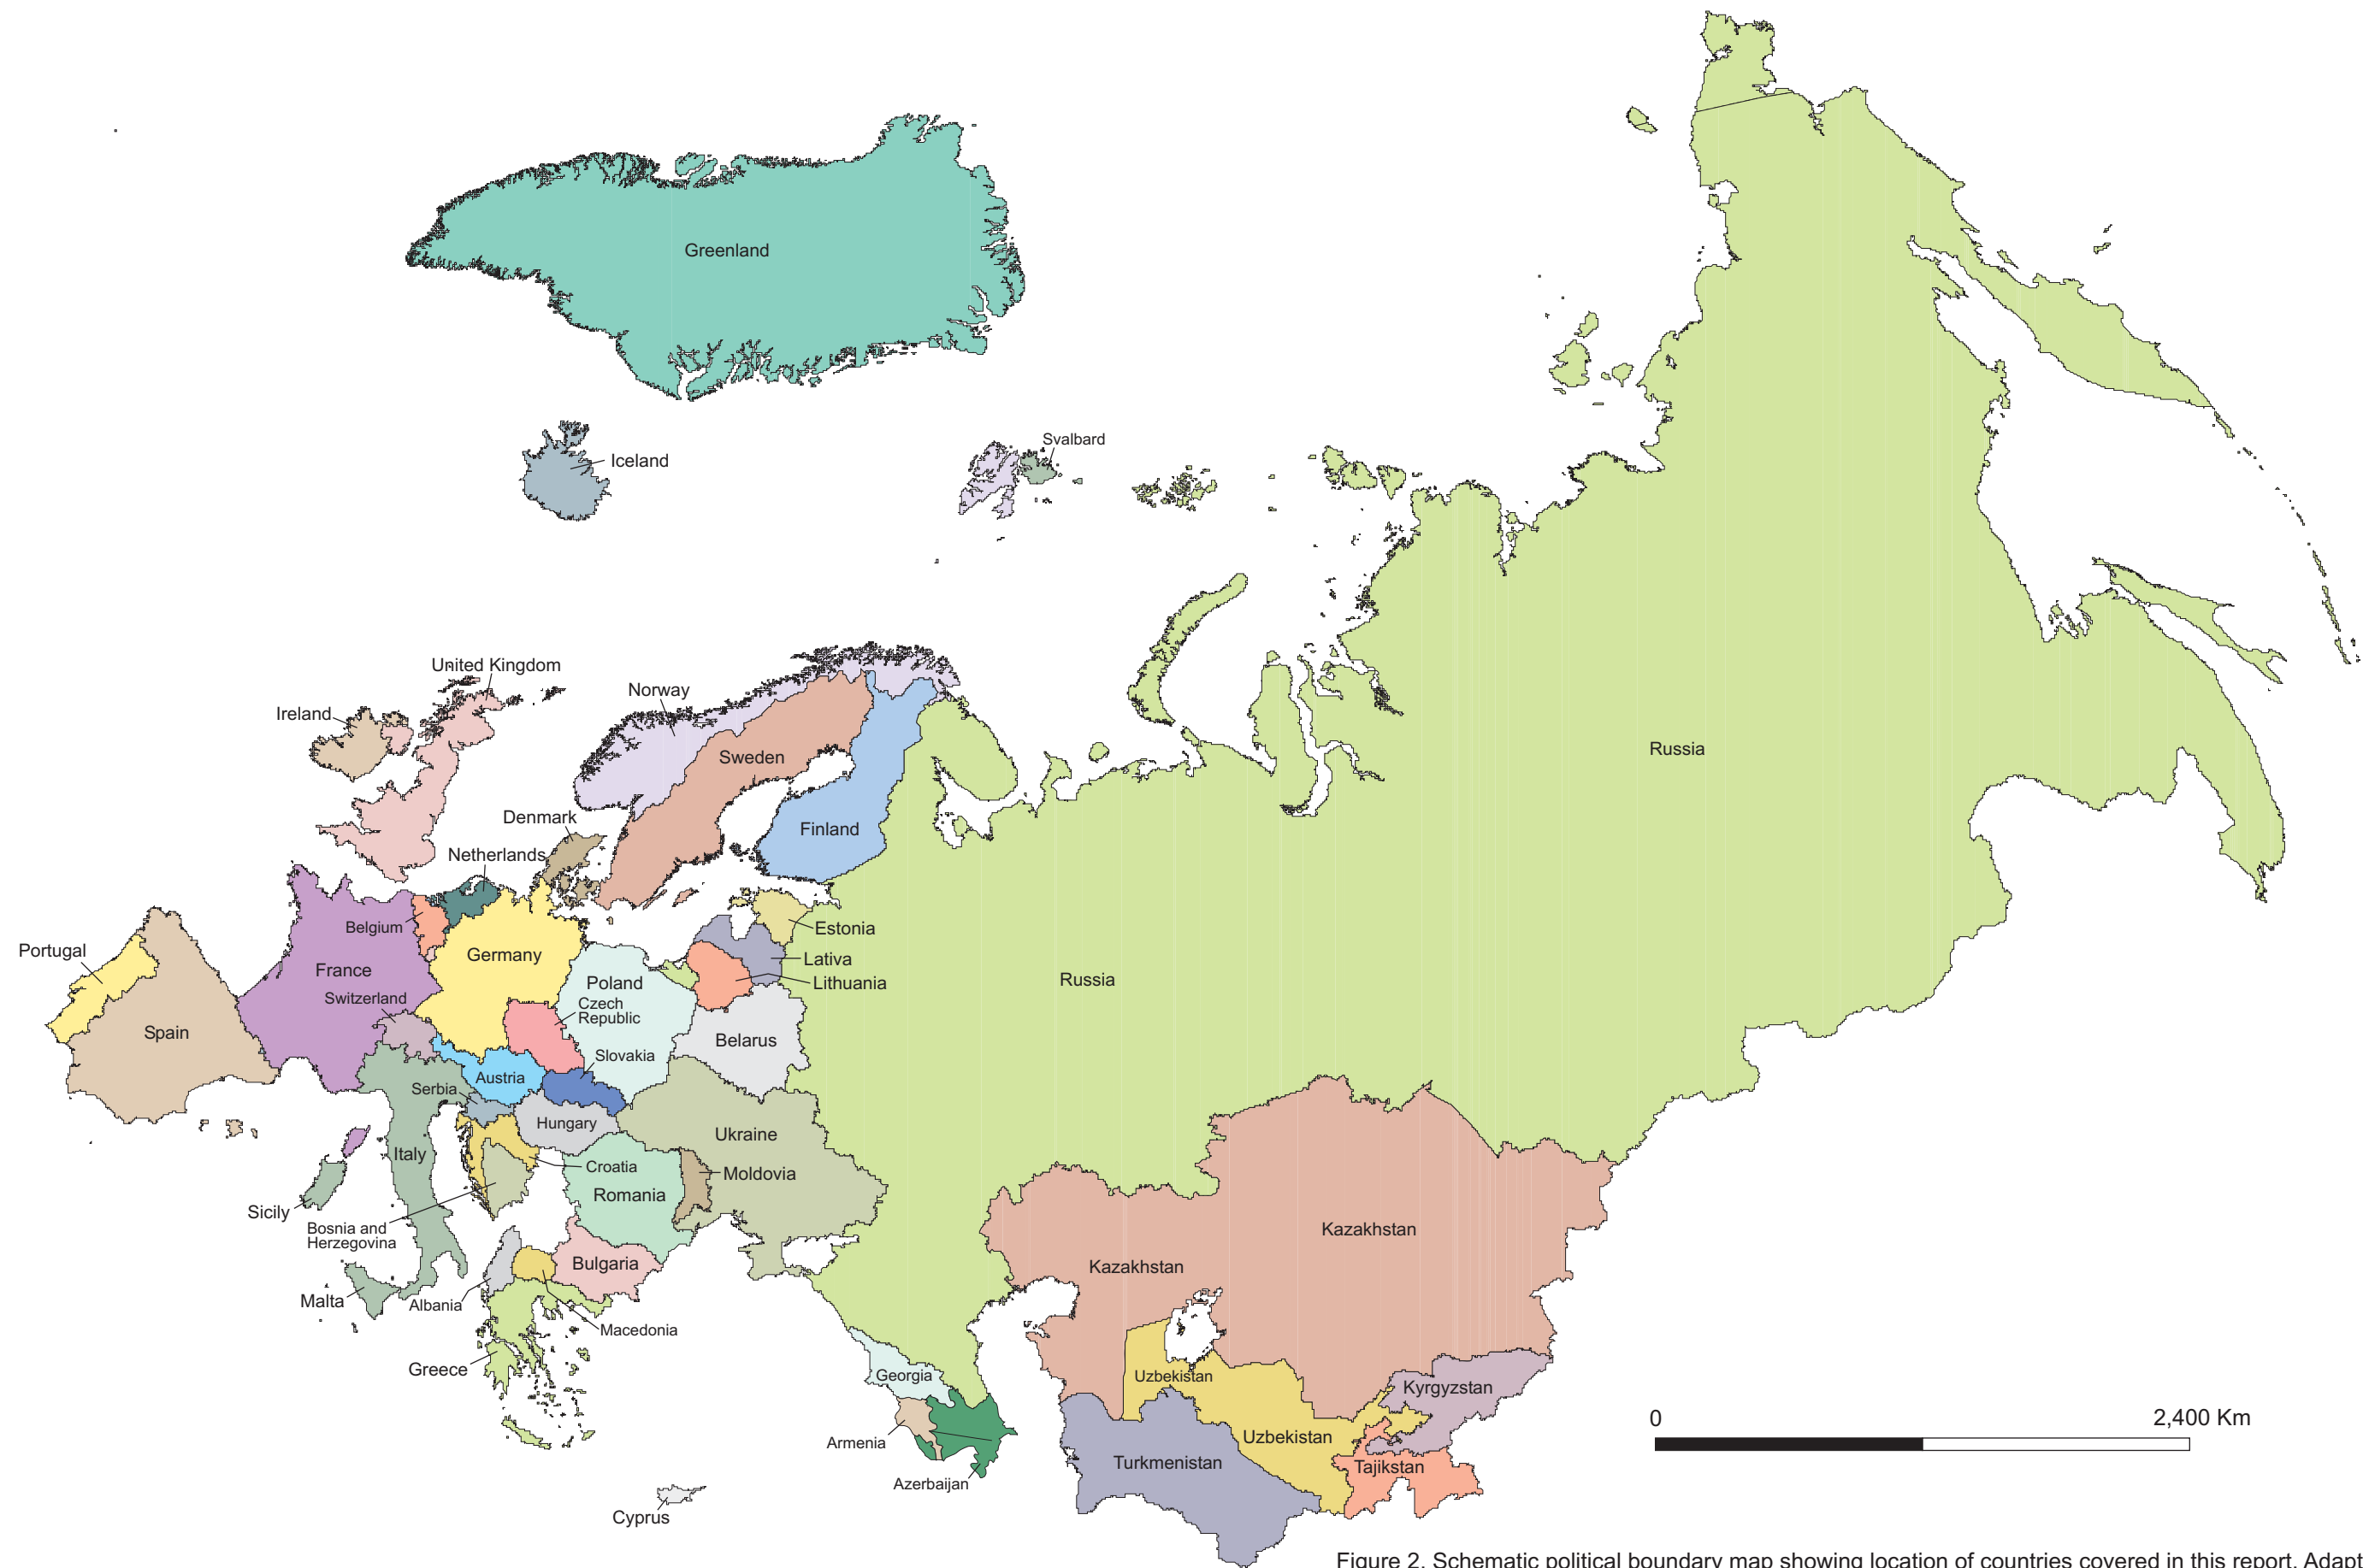 Greenland
Svalbard
Iceland
United Kingdom
Norway
Ireland
Russia
Sweden
Denmark
Finland
Netherlands
Belgium
Estonia
Portugal
Germany
Lativa
France
Poland
Russia
Lithuania
Switzerland
Czech
Republic
Spain
Belarus
Slovakia
Austria
Serbia
Hungary
Ukraine
Italy
Croatia
Moldovia
Romania
Sicily
Bosnia and
Herzegovina
Kazakhstan
Bulgaria
Kazakhstan
Malta
Albania
Macedonia
Greece
Georgia
Uzbekistan
Kyrgyzstan
0
2,400 Km
Armenia
Uzbekistan
Turkmenistan
Tajikstan
Azerbaijan
Cyprus
Figure 2. Schematic political boundary map showing location of countries covered in this report. Adapt